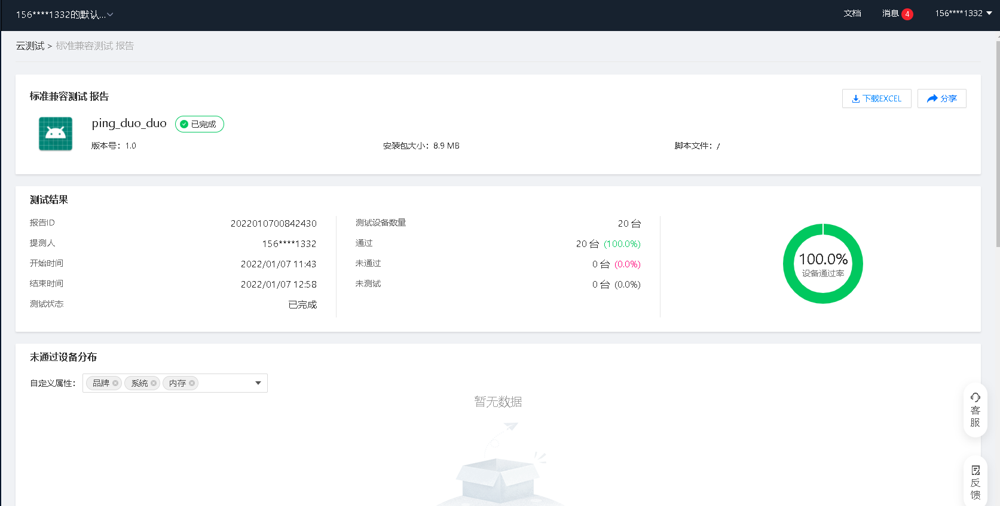 156****1332的默认... 文档 消息 4 156****1332
云测试 > 标准兼容测试 报告
标准兼容测试 报告 下载EXCEL 分享
ping_duo_duo 已完成
版本号：1.0 安装包大小：8.9 MB 脚本文件：/
测试结果
报告ID 2022010700842430
提测人 156****1332
开始时间 2022/01/07 11:43
结束时间 2022/01/07 12:58
测试状态 已完成
测试设备数量 20 台
通过 20 台 (100.0%)
未通过 0 台 (0.0%)
未测试 0 台 (0.0%)
100.0%
设备通过率
未通过设备分布
自定义属性： 品牌 系统 内存
暂无数据
客服
反馈